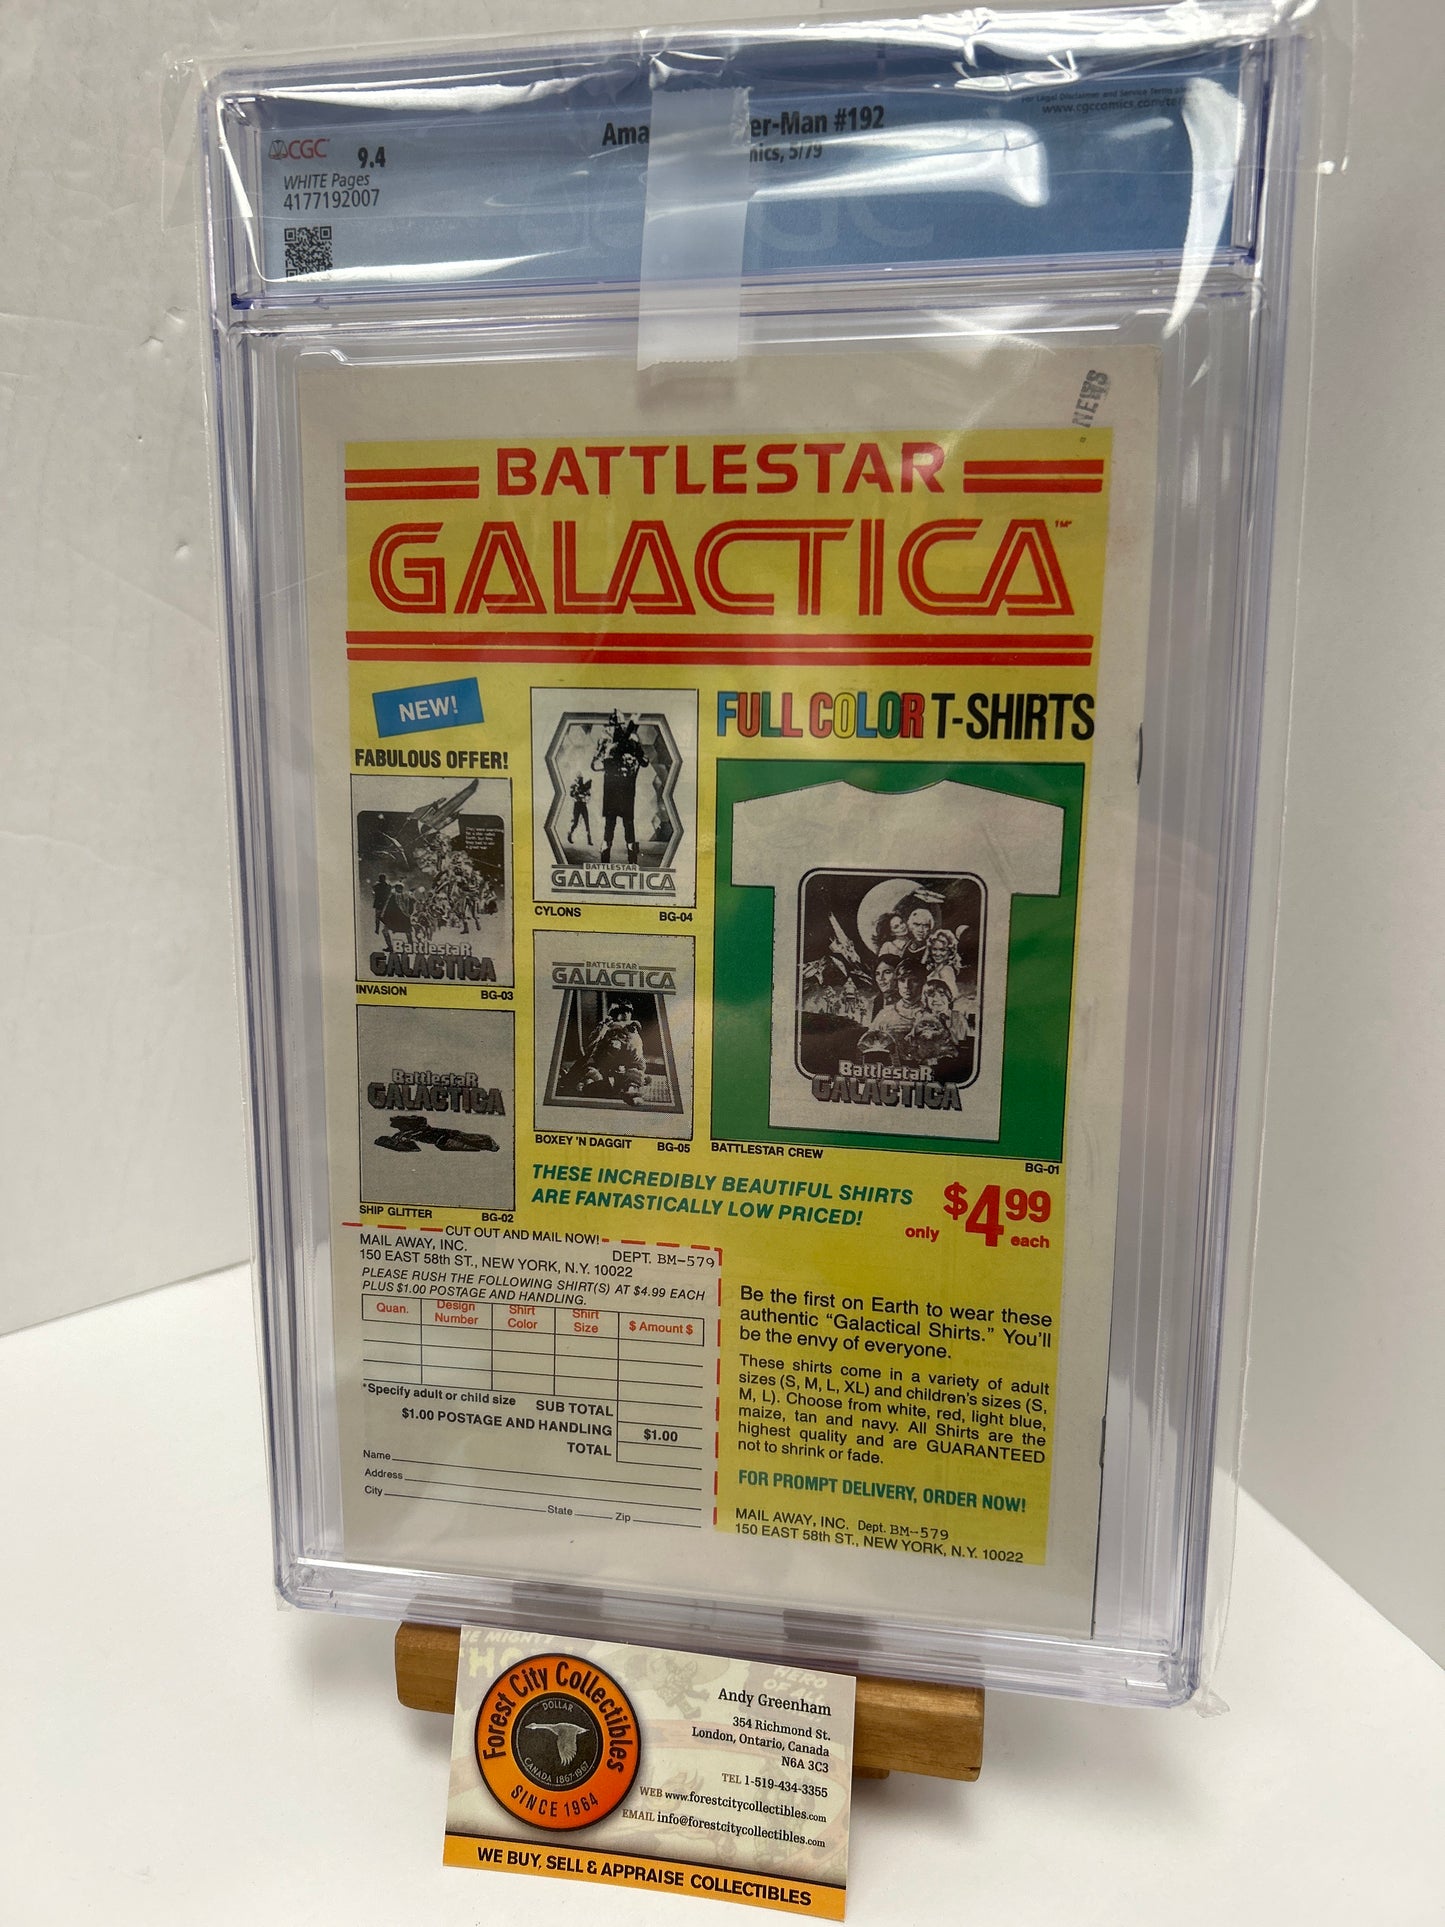 CGC 9.4
WHITE Pages
4177192007
Ama er-Man #192
nics, 5/79
For Legal Disclaimer and Service Terms
www.cgccomics.com/ter
NEWS
BATTLESTAR
GALACTICA™
NEW!
FABULOUS OFFER!
FULL COLOR T-SHIRTS
BattlestaR
GALACTICA
INVASION BG-03
BATTLESTAR
GALACTICA
CYLONS BG-04
BattlestaR
GALACTICA
SHIP GLITTER BG-02
BATTLESTAR
GALACTICA
BOXEY 'N DAGGIT BG-05
BattlestaR
GALACTICA
BATTLESTAR CREW BG-01
THESE INCREDIBLY BEAUTIFUL SHIRTS
ARE FANTASTICALLY LOW PRICED!
only $4.99 each
CUT OUT AND MAIL NOW!
MAIL AWAY, INC. DEPT. BM-579
150 EAST 58th ST., NEW YORK, N.Y. 10022
PLEASE RUSH THE FOLLOWING SHIRT(S) AT $4.99 EACH
PLUS $1.00 POSTAGE AND HANDLING.
Quan. Design Number Shirt Color Shirt Size $ Amount $
*Specify adult or child size SUB TOTAL
$1.00 POSTAGE AND HANDLING $1.00
TOTAL
Name
Address
City State Zip
Be the first on Earth to wear these
authentic "Galactical Shirts." You'll
be the envy of everyone.
These shirts come in a variety of adult
sizes (S, M, L, XL) and children's sizes (S,
M, L). Choose from white, red, light blue,
maize, tan and navy. All Shirts are the
highest quality and are GUARANTEED
not to shrink or fade.
FOR PROMPT DELIVERY, ORDER NOW!
MAIL AWAY, INC. Dept. BM-579
150 EAST 58th ST., NEW YORK, N.Y. 10022
Forest City Collectibles
SINCE 1964
DOLLAR
CANADA 1867-1967
Andy Greenham
354 Richmond St.
London, Ontario, Canada
N6A 3C3
TEL 1-519-434-3355
WEB www.forestcitycollectibles.com
EMAIL info@forestcitycollectibles.com
WE BUY, SELL & APPRAISE COLLECTIBLES